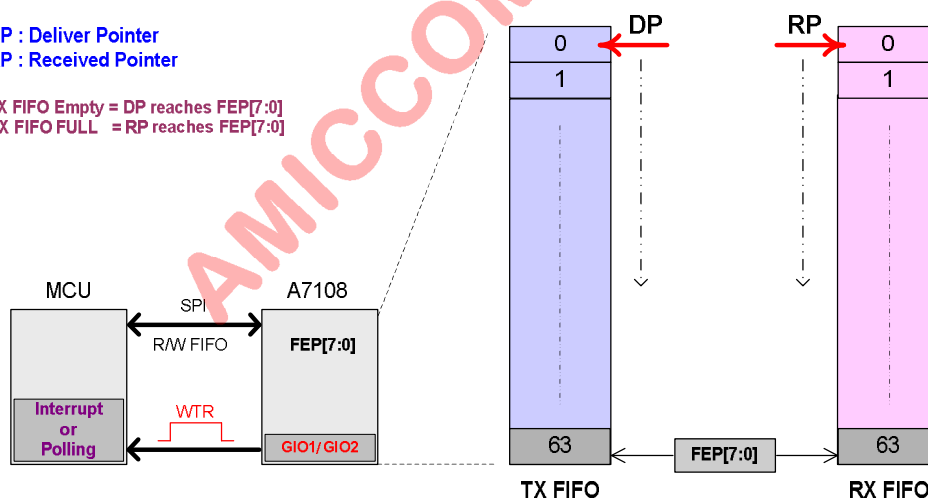 P : Deliver Pointer
P : Received Pointer
X FIFO Empty = DP reaches FEP[7:0]
X FIFO FULL = RP reaches FEP[7:0]
AMICCOM
DP
RP
0
1
63
TX FIFO
0
1
63
RX FIFO
FEP[7:0]
MCU
SPI
R/W FIFO
WTR
Interrupt
or
Polling
A7108
FEP[7:0]
GIO1/GIO2